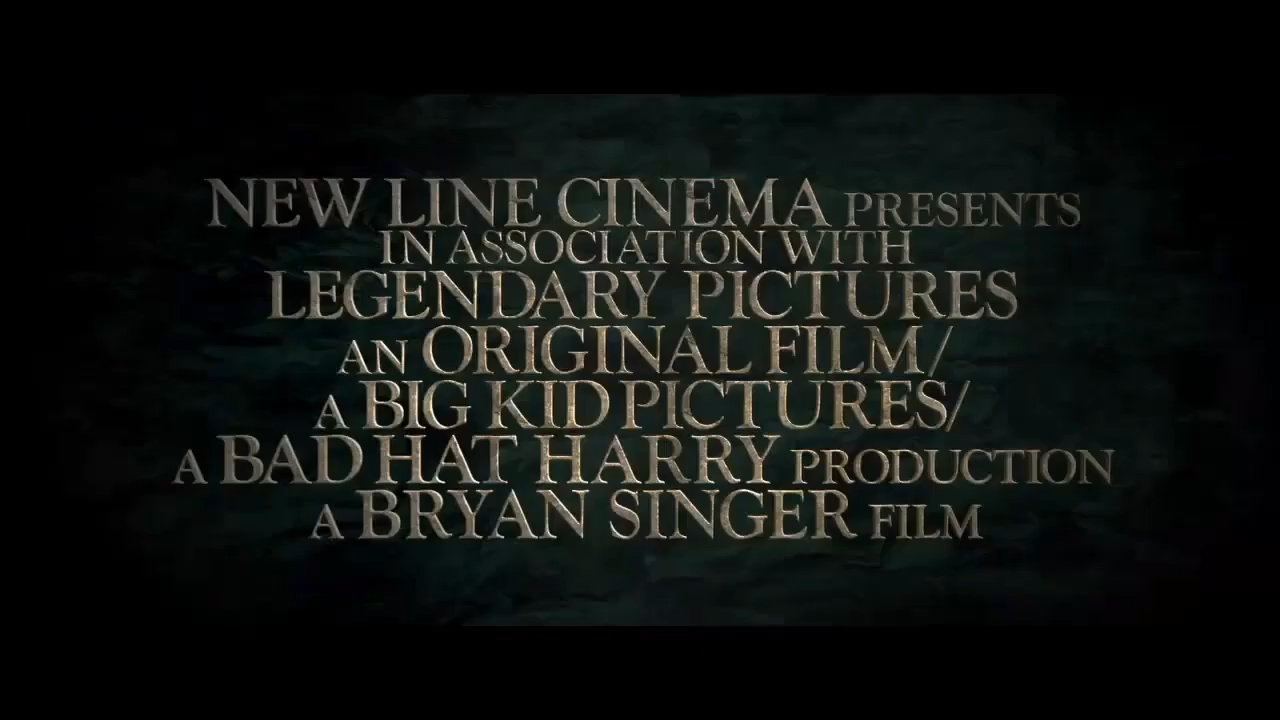 NEW LINE CINEMA PRESENTS
IN ASSOCIATION WITH
LEGENDARY PICTURES
AN ORIGINAL FILM/
A BIG KID PICTURES/
A BAD HAT HARRY PRODUCTION
A BRYAN SINGER FILM